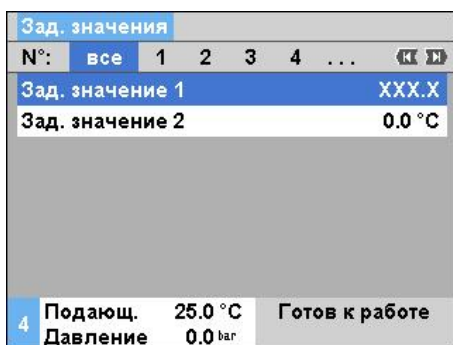 Зад. значения
N°: все 1 2 3 4 ...
Зад. значение 1 XXX.X
Зад. значение 2 0.0 °C
4 Подающ. 25.0 °C Готов к работе
Давление 0.0 bar